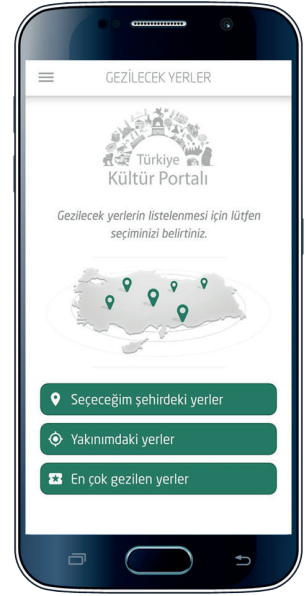 GEZİLECEK YERLER
Türkiye
Kültür Portalı
Gezilecek yerlerin listelenmesi için lütfen
seçiminizi belirtiniz.
Seçeceğim şehirdeki yerler
Yakınımdaki yerler
En çok gezilen yerler